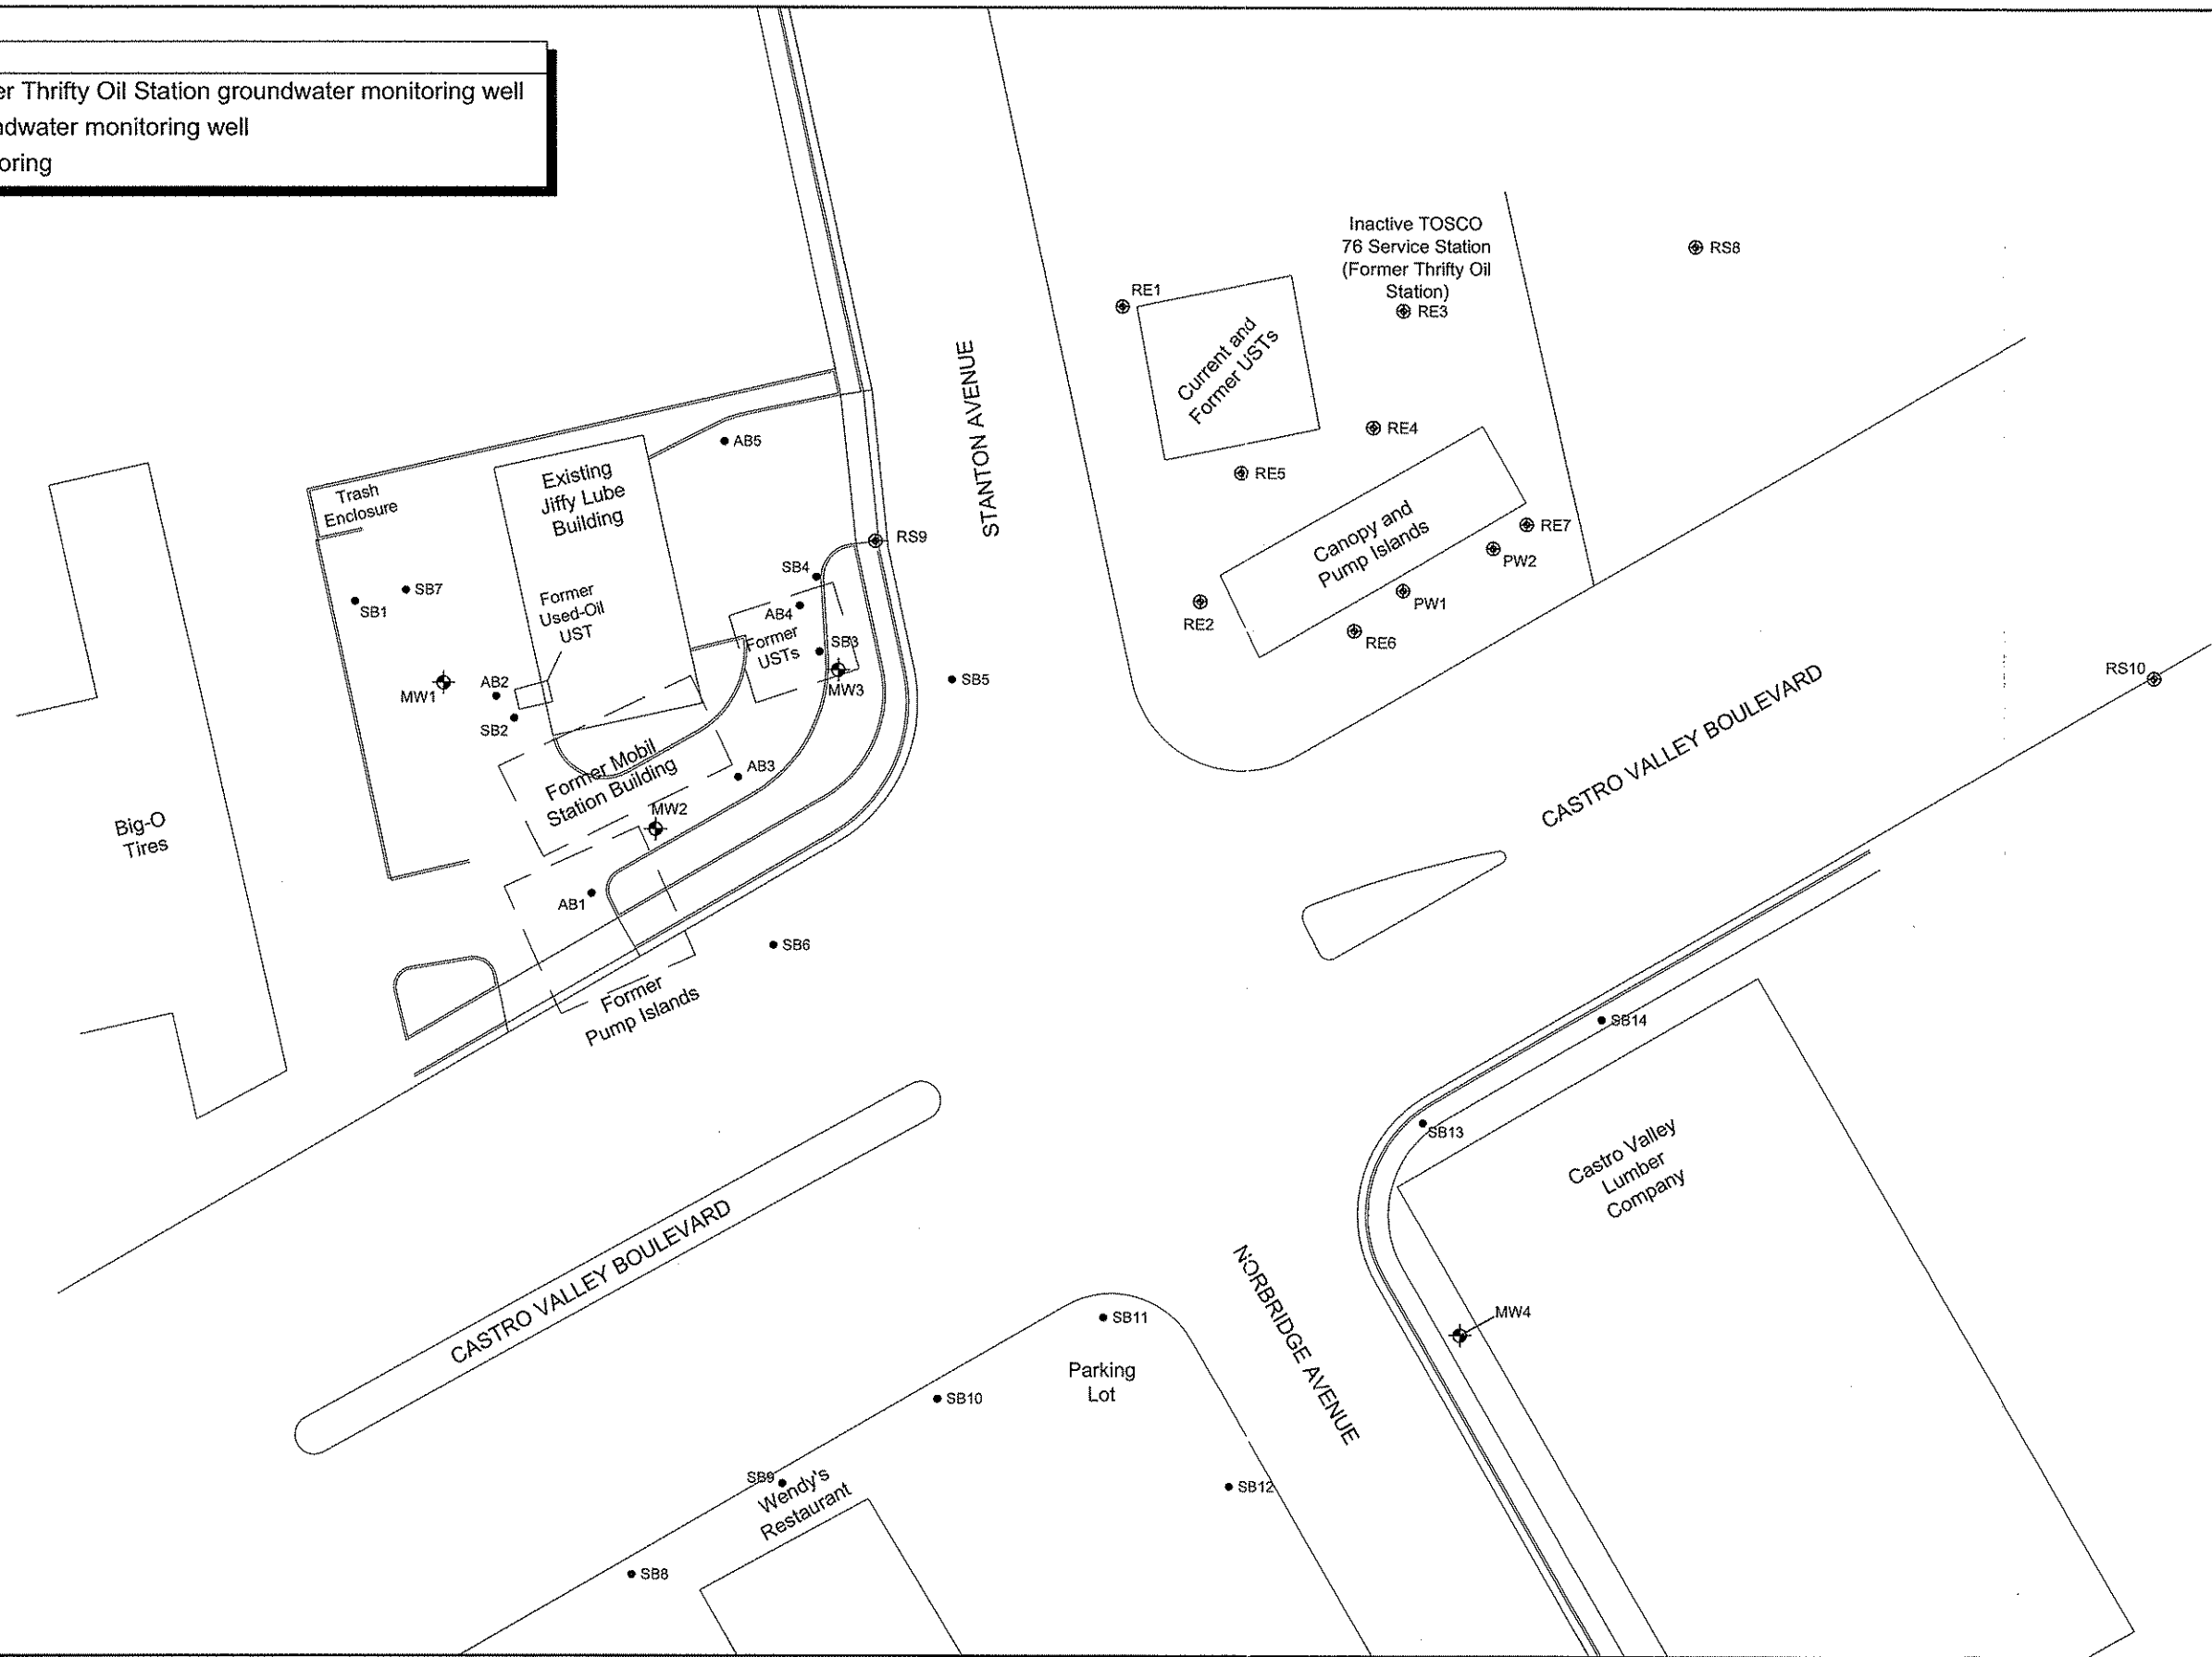 er Thrifty Oil Station groundwater monitoring well
ndwater monitoring well
oring
Inactive TOSCO
76 Service Station
(Former Thrifty Oil
Station)
RS8
RE1
RE3
Current and
Former USTs
STANTON AVENUE
RE4
RE5
AB5
Existing
Jiffy Lube
Building
Trash
Enclosure
Canopy and
Pump Islands
RE7
RS9
PW2
SB4
SB7
SB1
Former
Used-Oil
UST
AB4
PW1
RE2
RE6
Former
USTs
SB3
MW3
SB5
MW1
AB2
SB2
RS10
CASTRO VALLEY BOULEVARD
Former Mobil
Station Building
AB3
MW2
Big-O
Tires
AB1
SB6
Former
Pump Islands
SB14
SB13
Castro Valley
Lumber
Company
CASTRO VALLEY BOULEVARD
NORBRIDGE AVENUE
MW4
SB11
Parking
Lot
SB10
SB9
Wendy's
Restaurant
SB12
SB8